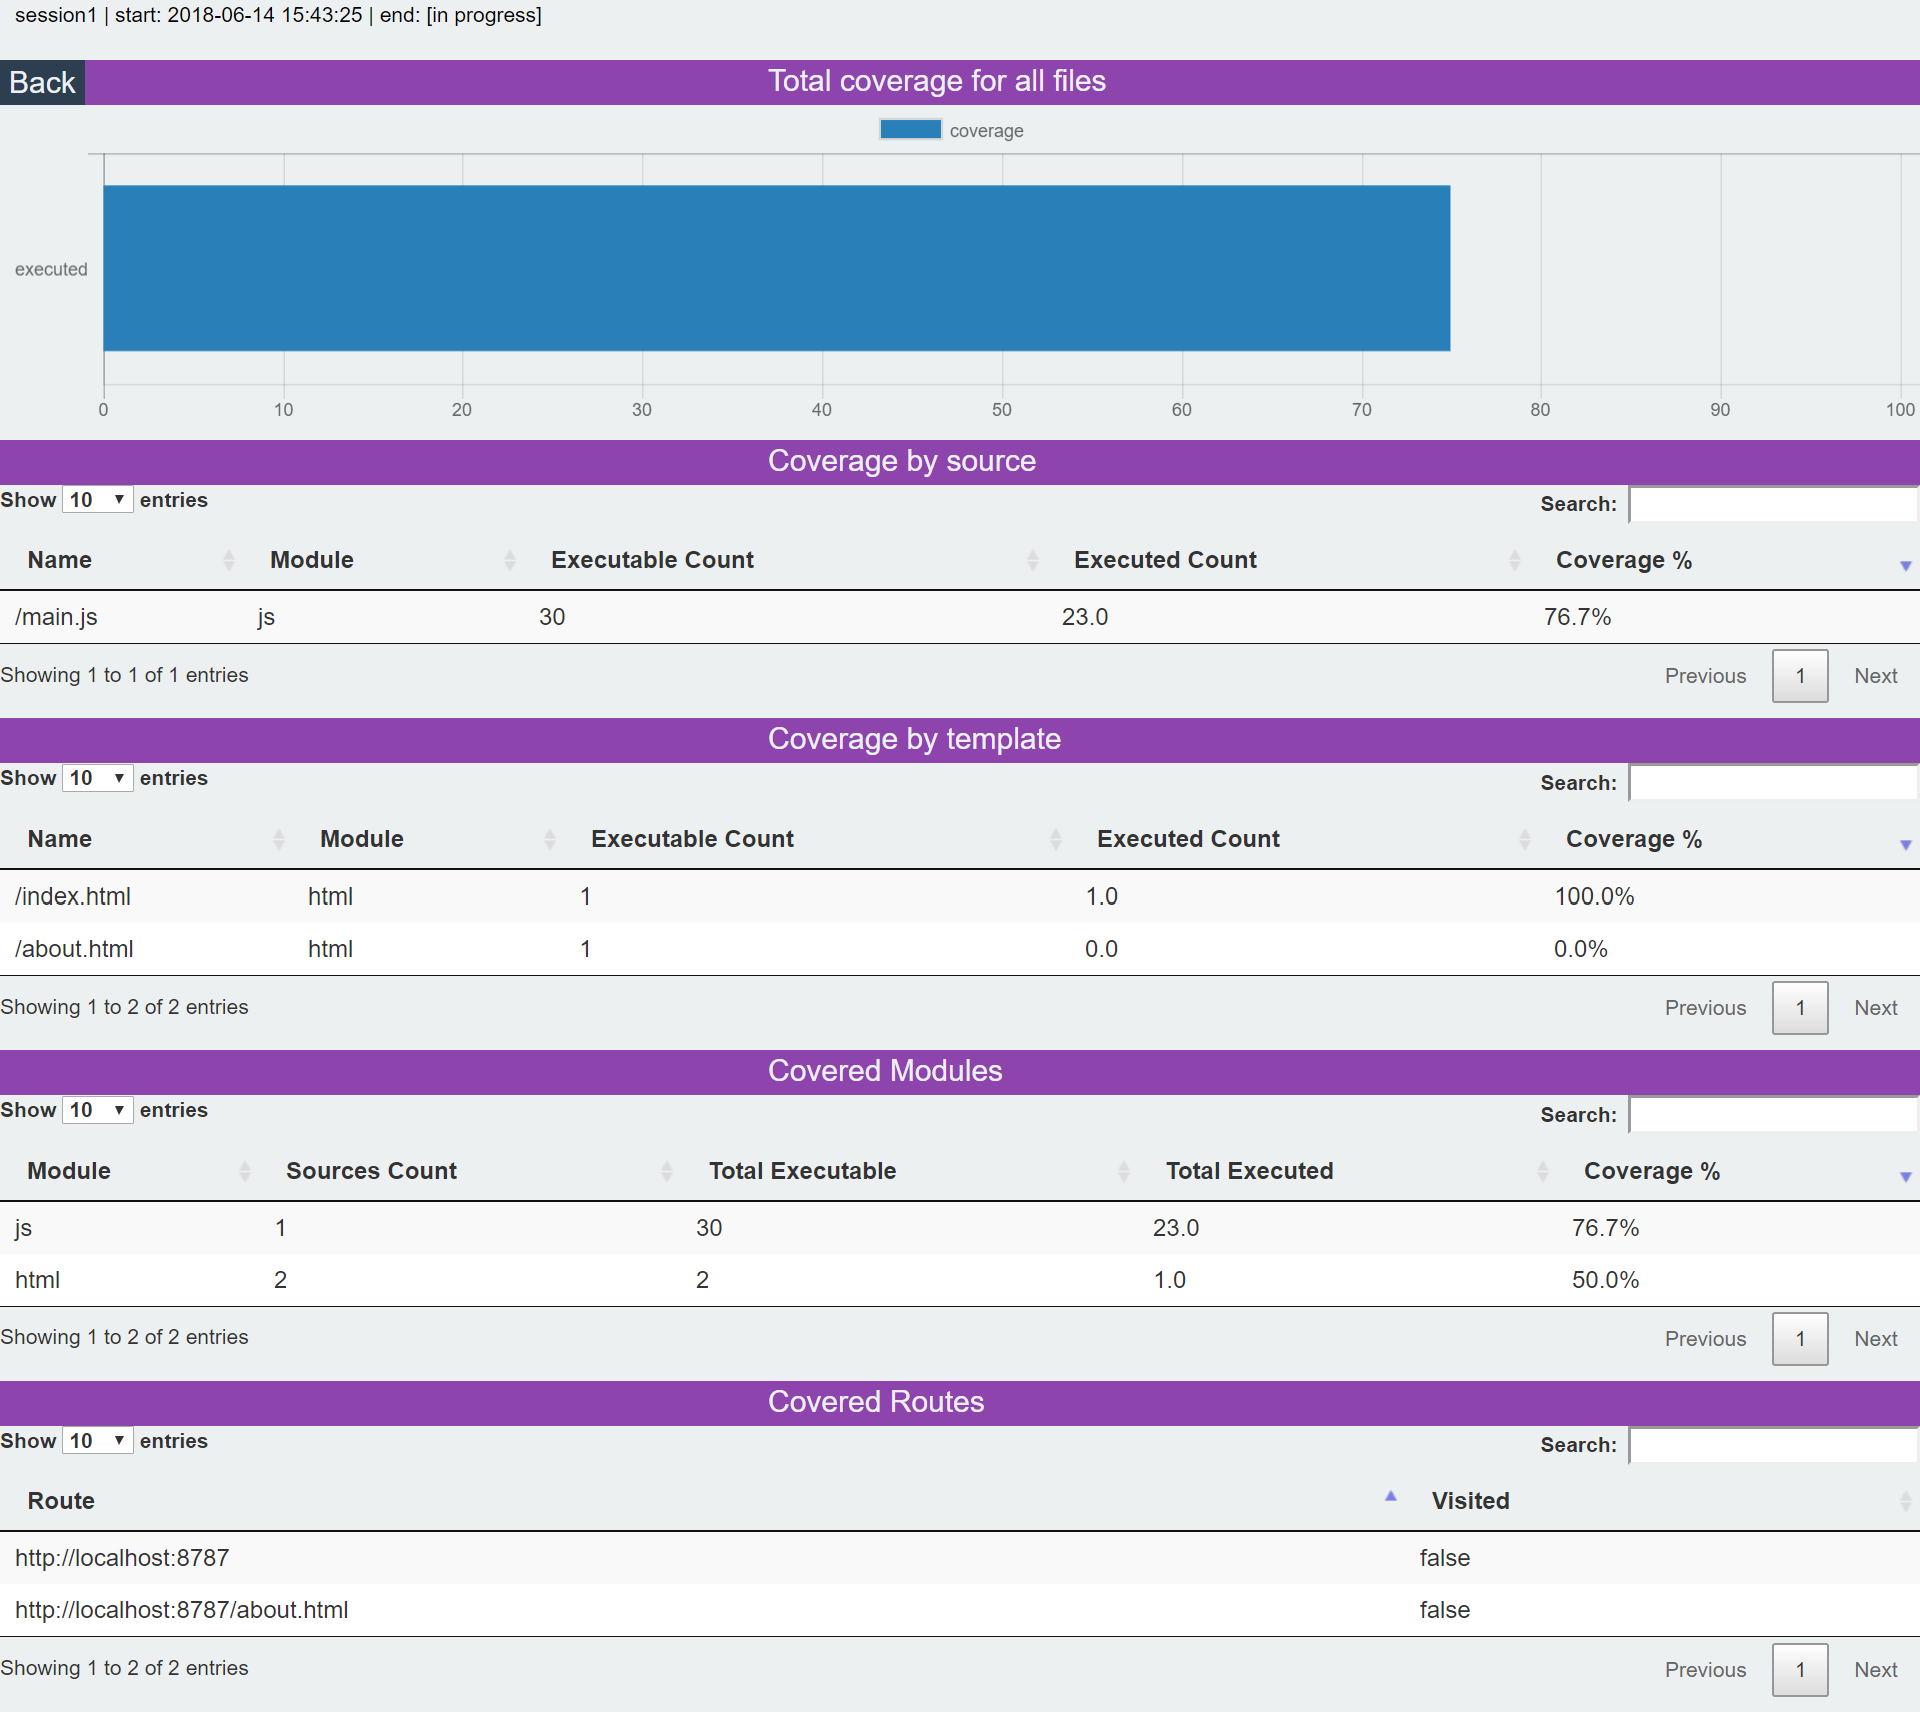 session1 | start: 2018-06-14 15:43:25 | end: [in progress]
Back Total coverage for all files
coverage
executed
0 10 20 30 40 50 60 70 80 90 100
Coverage by source
Show 10 entries Search:
Name Module Executable Count Executed Count Coverage %
/main.js js 30 23.0 76.7%
Showing 1 to 1 of 1 entries Previous 1 Next
Coverage by template
Show 10 entries Search:
Name Module Executable Count Executed Count Coverage %
/index.html html 1 1.0 100.0%
/about.html html 1 0.0 0.0%
Showing 1 to 2 of 2 entries Previous 1 Next
Covered Modules
Show 10 entries Search:
Module Sources Count Total Executable Total Executed Coverage %
js 1 30 23.0 76.7%
html 2 2 1.0 50.0%
Showing 1 to 2 of 2 entries Previous 1 Next
Covered Routes
Show 10 entries Search:
Route Visited
http://localhost:8787 false
http://localhost:8787/about.html false
Showing 1 to 2 of 2 entries Previous 1 Next